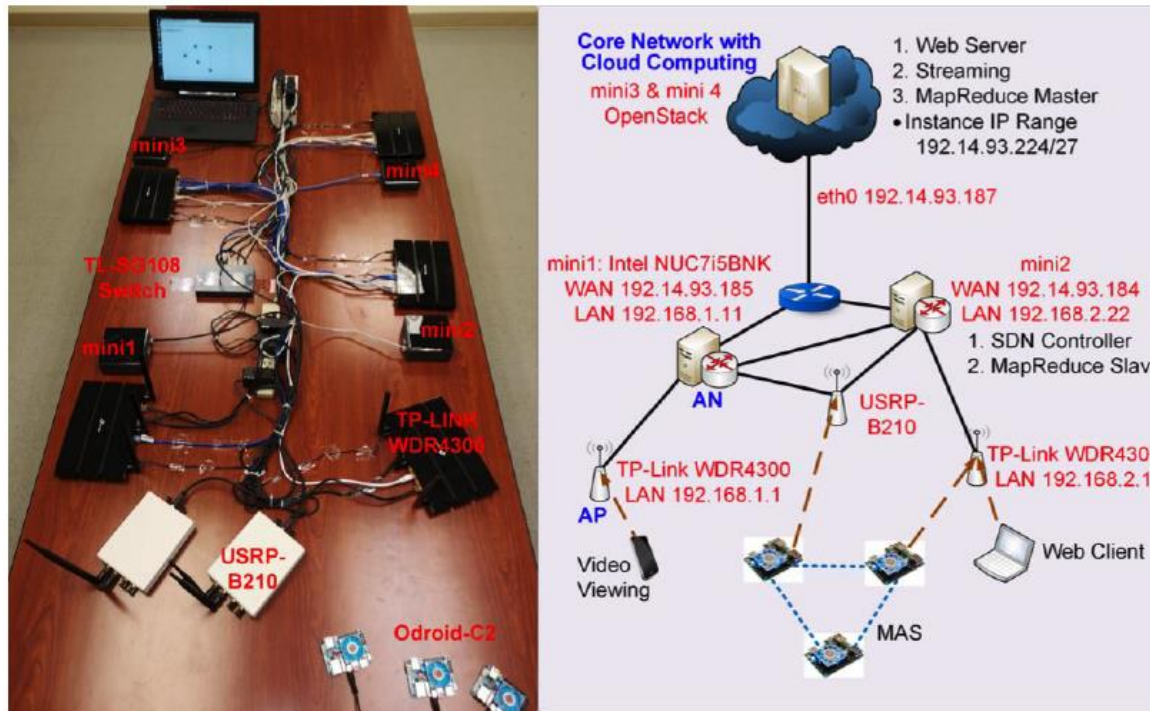 mini3
mini4
TL-SG108
Switch
mini1
mini2
TP-LINK
WDR4300
USRP-
B210
Odroid-C2
Core Network with
Cloud Computing
mini3 & mini 4
OpenStack
1. Web Server
2. Streaming
3. MapReduce Master
• Instance IP Range
192.14.93.224/27
eth0 192.14.93.187
mini1: Intel NUC7i5BNK
WAN 192.14.93.185
LAN 192.168.1.11
mini2
WAN 192.14.93.184
LAN 192.168.2.22
1. SDN Controller
2. MapReduce Slav
AN
USRP-
B210
TP-Link WDR4300
LAN 192.168.1.1
TP-Link WDR430
LAN 192.168.2.1
AP
Video
Viewing
Web Client
MAS